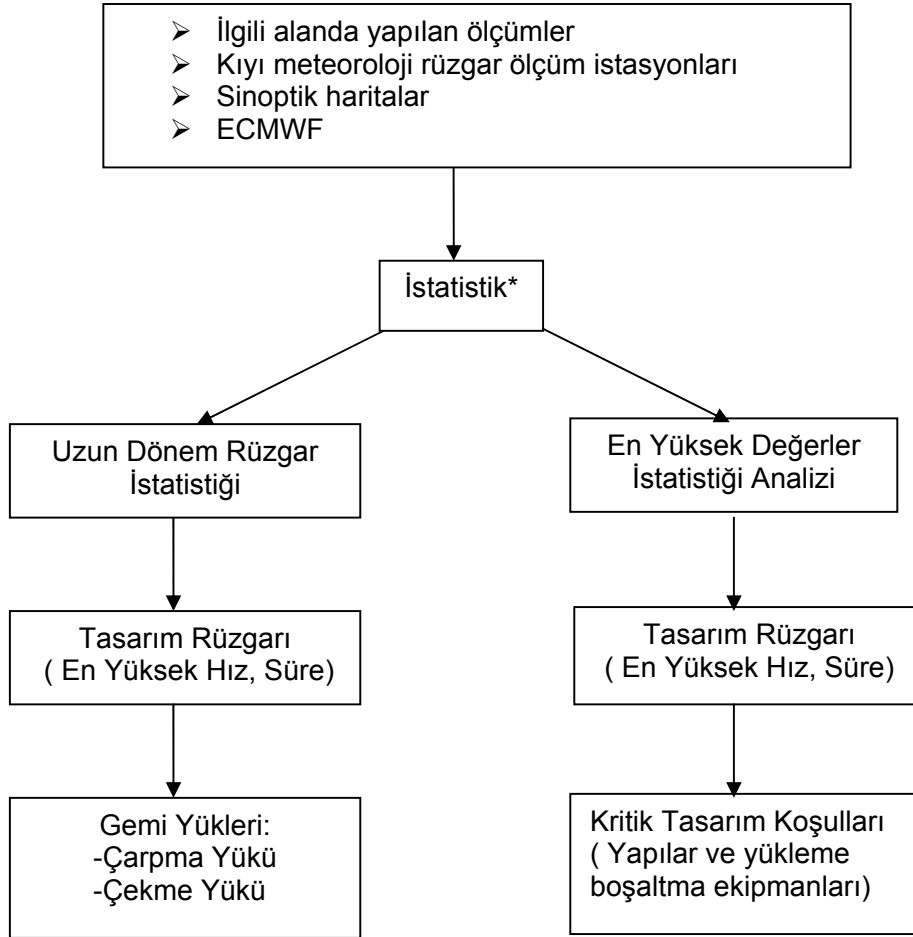 ➢ İlgili alanda yapılan ölçümler
➢ Kıyı meteoroloji rüzgar ölçüm istasyonları
➢ Sinoptik haritalar
➢ ECMWF
İstatistik*
Uzun Dönem Rüzgar
İstatistiği
En Yüksek Değerler
İstatistiği Analizi
Tasarım Rüzgarı
( En Yüksek Hız, Süre)
Tasarım Rüzgarı
( En Yüksek Hız, Süre)
Gemi Yükleri:
-Çarpma Yükü
-Çekme Yükü
Kritik Tasarım Koşulları
( Yapılar ve yükleme
boşaltma ekipmanları)